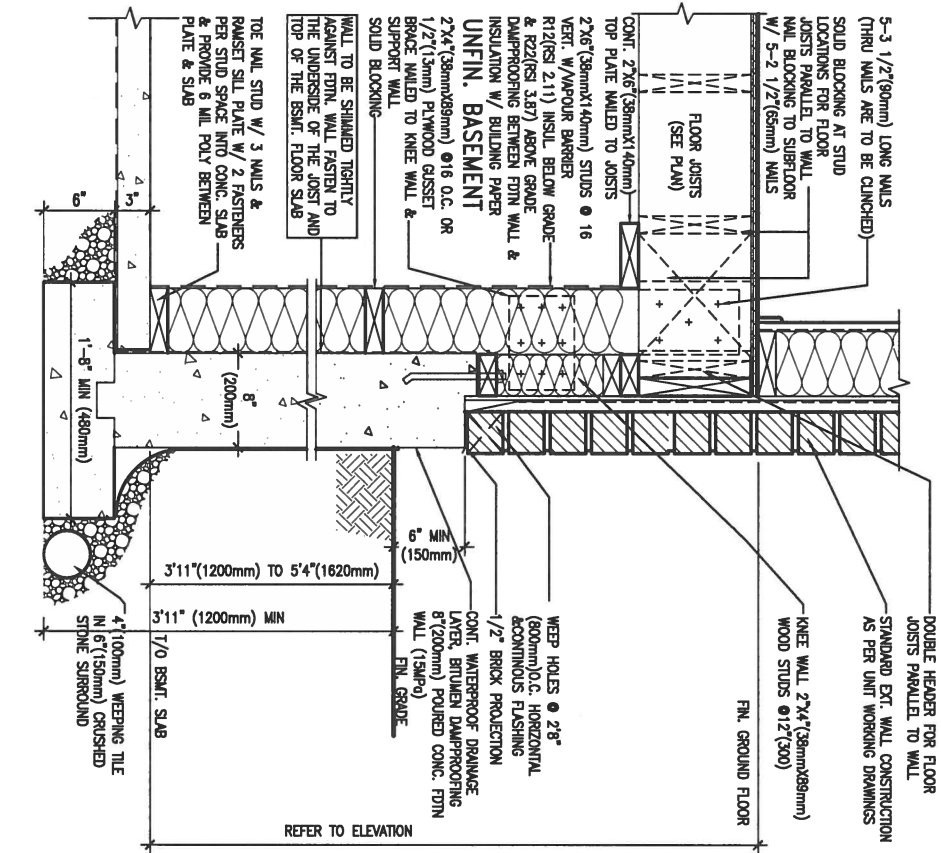 5-3 1/2"(90mm) LONG NAILS
(THRU NAILS ARE TO BE CLINCHED)
SOLID BLOCKING AT STUD
LOCATIONS FOR FLOOR
JOISTS PARALLEL TO WALL
NAIL BLOCKING TO SUBFLOOR
W/ 5-2 1/2"(65mm) NAILS
FLOOR JOISTS
(SEE PLAN)
CONT. 2"X6"(38mmX140mm)
TOP PLATE NAILED TO JOISTS
2"X6"(38mmX140mm) STUDS @ 16
VERT. W/VAPOUR BARRIER
R12(RSI 2.11) INSUL BELOW GRADE
& R22(RSI 3.87) ABOVE GRADE
DAMPPROOFING BETWEEN FDTN WALL &
INSULATION W/ BUILDING PAPER
UNFIN. BASEMENT
2"X4"(38mmX89mm) @16 O.C. OR
1/2"(13mm) PLYWOOD GUSSET
BRACE NAILED TO KNEE WALL &
SUPPORT WALL
SOLID BLOCKING
WALL TO BE SHIMMED TIGHTLY
AGAINST FDTN. WALL FASTEN TO
THE UNDERSIDE OF THE JOIST AND
TOP OF THE BSMT. FLOOR SLAB
TOE NAIL STUD W/ 3 NAILS &
RAMSET SILL PLATE W/ 2 FASTENERS
PER STUD SPACE INTO CONC. SLAB
& PROVIDE 6 MIL POLY BETWEEN
PLATE & SLAB
6"
3"
8"
(200mm)
1'-8" MIN (480mm)
DOUBLE HEADER FOR FLOOR
JOISTS PARALLEL TO WALL
STANDARD EXT. WALL CONSTRUCTION
AS PER UNIT WORKING DRAWINGS
KNEE WALL 2"X4"(38mmX89mm)
WOOD STUDS @12"(300)
FIN. GROUND FLOOR
WEEP HOLES @ 2'8"
(800mm)O.C. HORIZONTAL
&CONTINOUS FLASHING
1/2" BRICK PROJECTION
CONT. WATERPROOF DRAINAGE
LAYER, BITUMEN DAMPPROOFING
8"(200mm) POURED CONC. FDTN
WALL (15MPa)
FIN. GRADE
6" MIN
(150mm)
3'11"(1200mm) TO 5'4"(1620mm)
3'11" (1200mm) MIN
T/O BSMT. SLAB
4"(100mm) WEEPING TILE
IN 6"(150mm) CRUSHED
STONE SURROUND
REFER TO ELEVATION